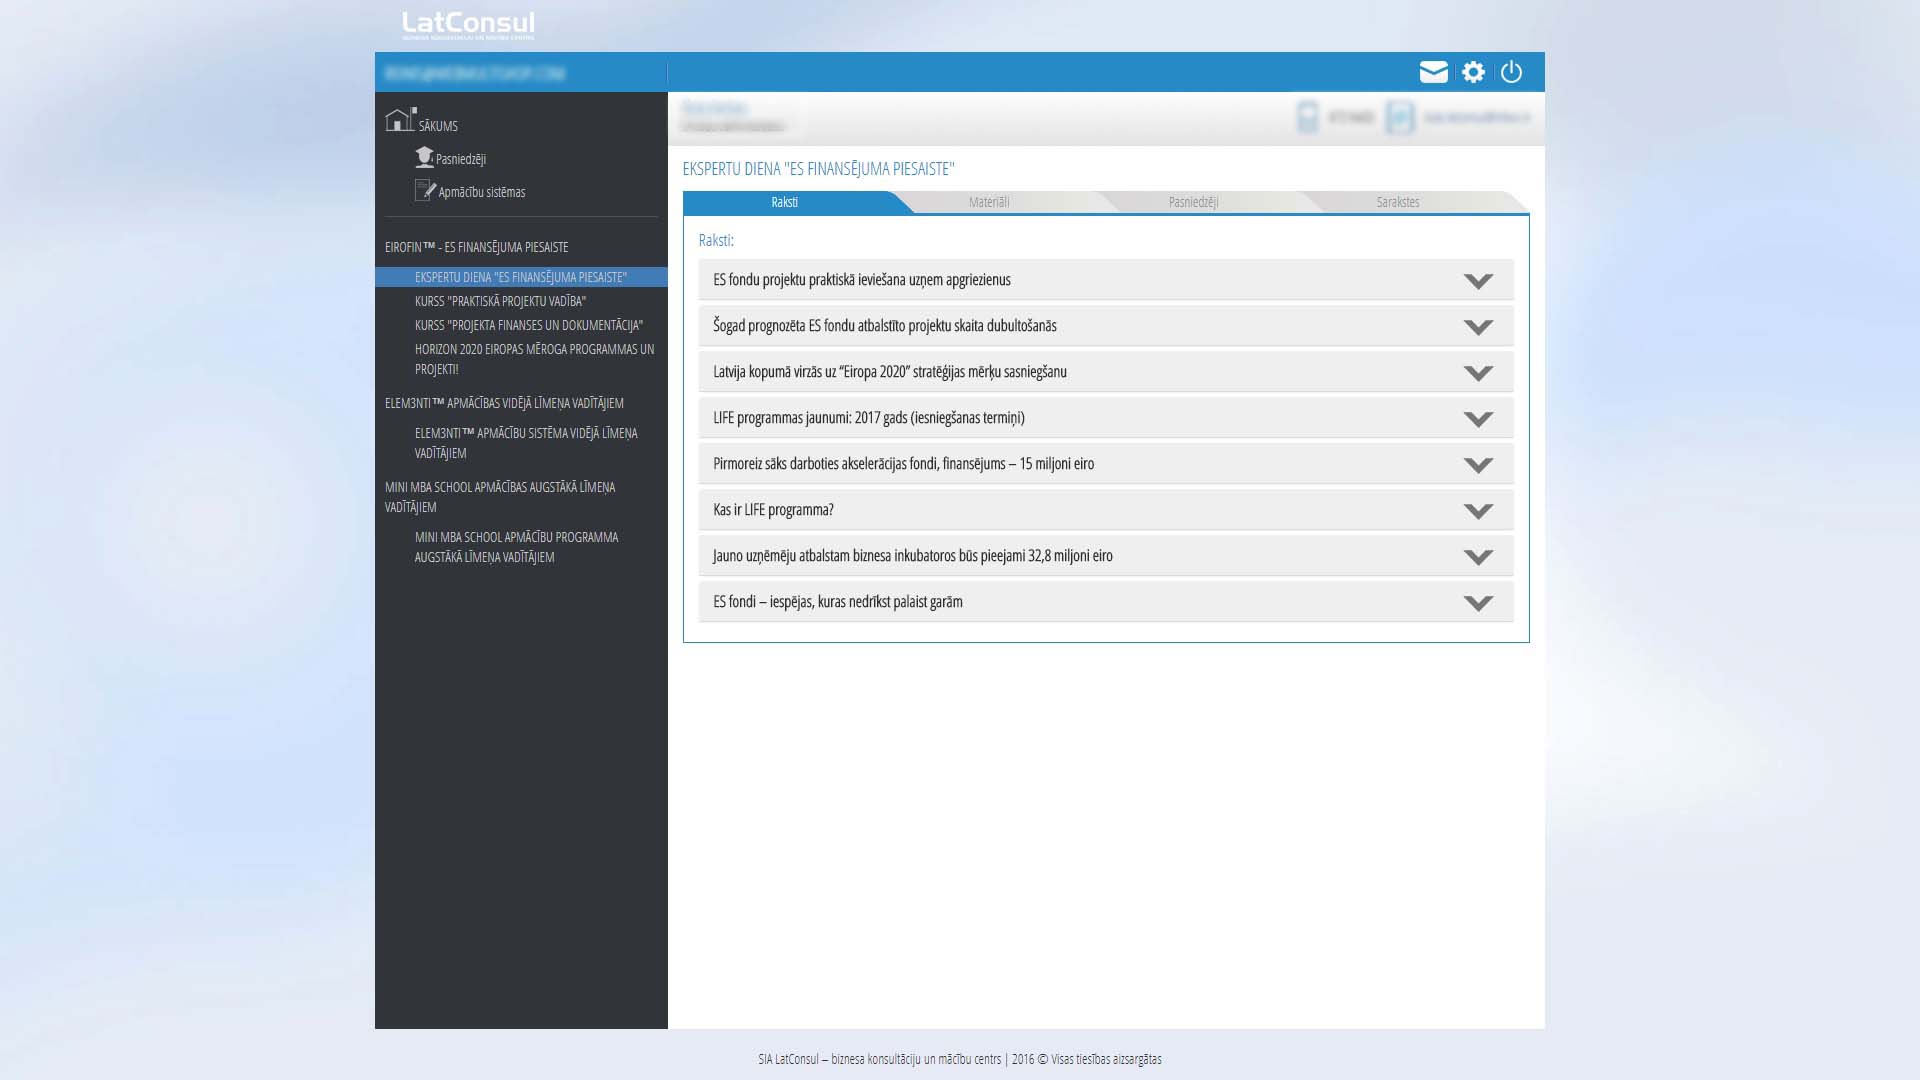 LatConsul
SĀKUMS
Pasniedzēji
Apmācību sistēmas
EIROFIN™ - ES FINANSĒJUMA PIESAISTE
EKSPERTU DIENA "ES FINANSĒJUMA PIESAISTE"
KURSS "PRAKTISKĀ PROJEKTU VADĪBA"
KURSS "PROJEKTA FINANSES UN DOKUMENTĀCIJA"
HORIZON 2020 EIROPAS MĒROGA PROGRAMMAS UN
PROJEKTI!
ELEM3NTI™ APMĀCĪBAS VIDĒJĀ LĪMEŅA VADĪTĀJIEM
ELEM3NTI™ APMĀCĪBU SISTĒMA VIDĒJĀ LĪMEŅA
VADĪTĀJIEM
MINI MBA SCHOOL APMĀCĪBAS AUGSTĀKĀ LĪMEŅA
VADĪTĀJIEM
MINI MBA SCHOOL APMĀCĪBU PROGRAMMA
AUGSTĀKĀ LĪMEŅA VADĪTĀJIEM
EKSPERTU DIENA "ES FINANSĒJUMA PIESAISTE"
Raksti
Materiāli
Pasniedzēji
Sarakstes
Raksti:
ES fondu projektu praktiskā ieviešana uzņem apgriezienus
Šogad prognozēta ES fondu atbalstīto projektu skaita dubultošanās
Latvija kopumā virzās uz “Eiropa 2020” stratēģijas mērķu sasniegšanu
LIFE programmas jaunumi: 2017 gads (iesniegšanas termiņi)
Pirmoreiz sāks darboties akselerācijas fondi, finansējums – 15 miljoni eiro
Kas ir LIFE programma?
Jauno uzņēmēju atbalstam biznesa inkubatoros būs pieejami 32,8 miljoni eiro
ES fondi – iespējas, kuras nedrīkst palaist garām
SIA LatConsul – biznesa konsultāciju un mācību centrs | 2016 © Visas tiesības aizsargātas